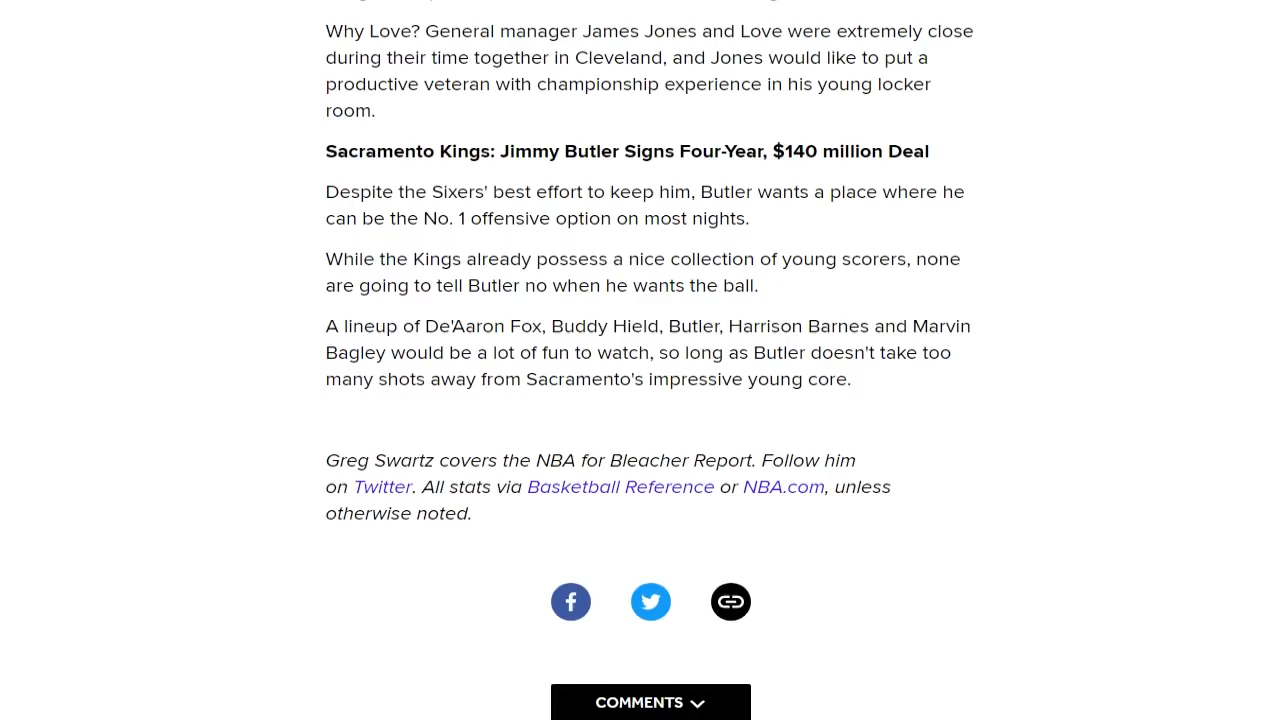 Why Love? General manager James Jones and Love were extremely close
during their time together in Cleveland, and Jones would like to put a
productive veteran with championship experience in his young locker
room.
Sacramento Kings: Jimmy Butler Signs Four-Year, $140 million Deal
Despite the Sixers' best effort to keep him, Butler wants a place where he
can be the No. 1 offensive option on most nights.
While the Kings already possess a nice collection of young scorers, none
are going to tell Butler no when he wants the ball.
A lineup of De'Aaron Fox, Buddy Hield, Butler, Harrison Barnes and Marvin
Bagley would be a lot of fun to watch, so long as Butler doesn't take too
many shots away from Sacramento's impressive young core.
Greg Swartz covers the NBA for Bleacher Report. Follow him
on Twitter. All stats via Basketball Reference or NBA.com, unless
otherwise noted.
COMMENTS